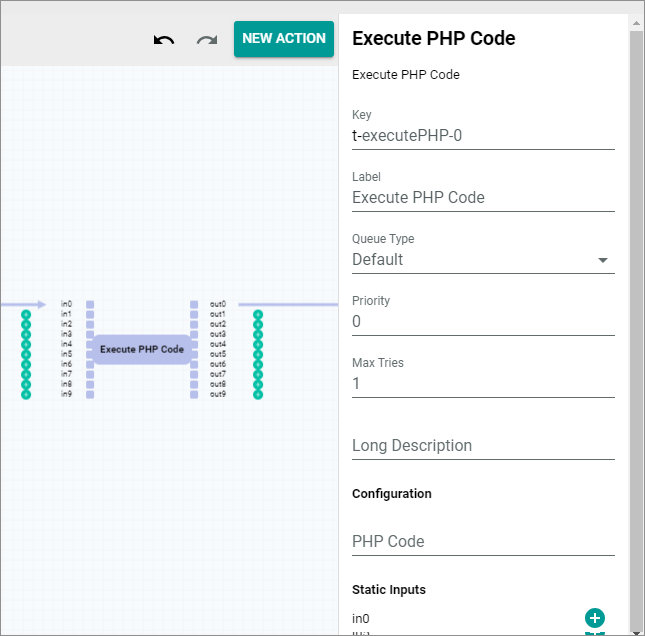 NEW ACTION
in0
in1
in2
in3
in4
in5
in6
in7
in8
in9
Execute PHP Code
out0
out1
out2
out3
out4
out5
out6
out7
out8
out9
Execute PHP Code
Execute PHP Code
Key
t-executePHP-0
Label
Execute PHP Code
Queue Type
Default
Priority
0
Max Tries
1
Long Description
Configuration
PHP Code
Static Inputs
in0